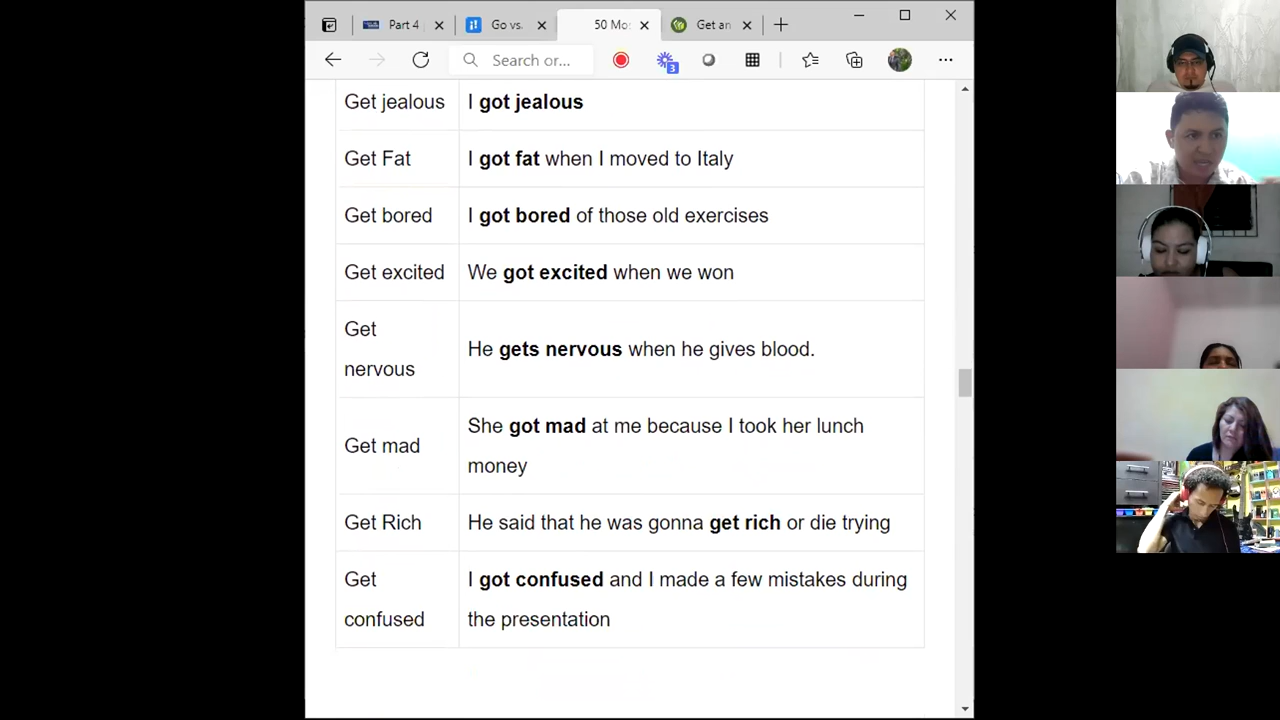 Part 4
Go vs.
50 Mo
Get an
Search or...
3
Get jealous
I got jealous
Get Fat
I got fat when I moved to Italy
Get bored
I got bored of those old exercises
Get excited
We got excited when we won
Get
nervous
He gets nervous when he gives blood.
Get mad
She got mad at me because I took her lunch
money
Get Rich
He said that he was gonna get rich or die trying
Get
confused
I got confused and I made a few mistakes during
the presentation